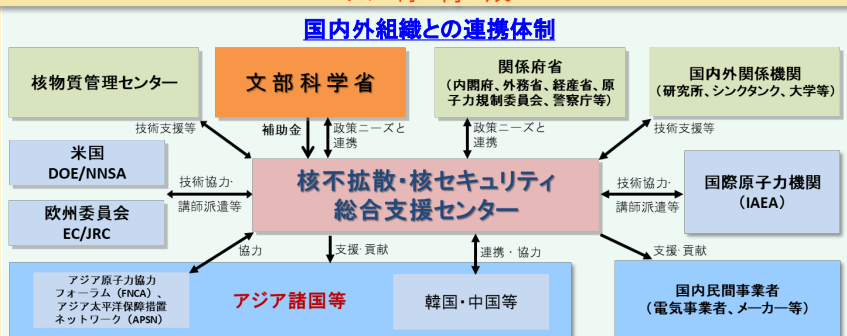 国内外組織との連携体制
核物質管理センター
文部科学省
関係府省
(内閣府、外務省、経産省、原
子力規制委員会、警察庁等)
国内外関係機関
(研究所、シンクタンク、大学等)
技術支援等
補助金
政策ニーズと
連携
政策ニーズと
連携
技術支援等
米国
DOE/NNSA
欧州委員会
EC/JRC
技術協力·
講師派遣等
核不拡散・核セキュリティ
総合支援センター
技術協力·
講師派遣等
国際原子力機関
(IAEA)
協力
支援·貢献
連携・協力
支援·貢献
アジア原子力協力
フォーラム(FNCA)、
アジア太平洋保障措置
ネットワーク(APSN)
アジア諸国等
韓国・中国等
国内民間事業者
(電気事業者、メーカー等)